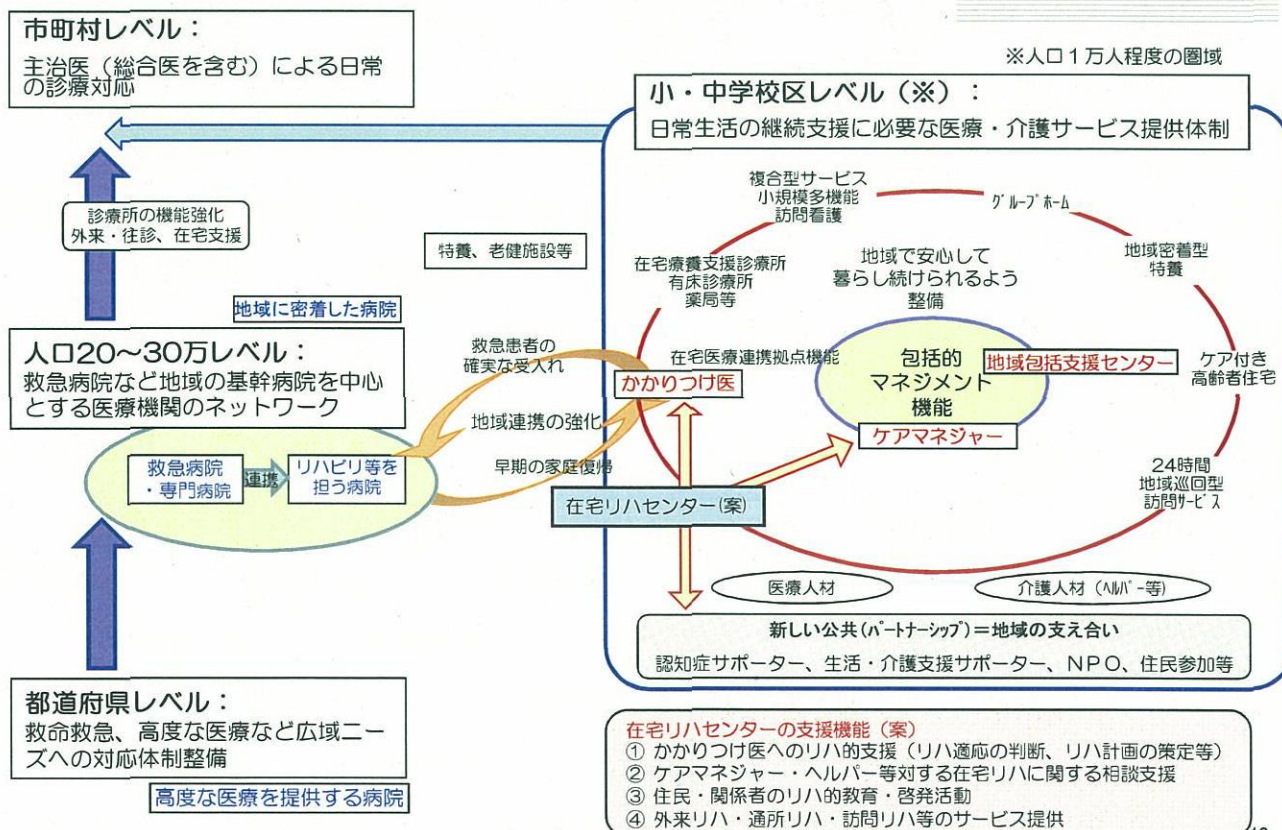 市町村レベル：
主治医（総合医を含む）による日常
の診療対応
※人口１万人程度の圏域
小・中学校区レベル（※）：
日常生活の継続支援に必要な医療・介護サービス提供体制
診療所の機能強化
外来・往診、在宅支援
特養、老健施設等
地域に密着した病院
人口20～30万レベル：
救急病院など地域の基幹病院を中心
とする医療機関のネットワーク
救急病院
・専門病院
連携
リハビリ等を
担う病院
救急患者の
確実な受入れ
地域連携の強化
早期の家庭復帰
複合型サービス
小規模多機能
訪問看護
ｸﾞﾙｰﾌﾟﾎｰﾑ
在宅療養支援診療所
有床診療所
薬局等
地域で安心して
暮らし続けられるよう
整備
地域密着型
特養
在宅医療連携拠点機能
かかりつけ医
包括的
マネジメント
機能
地域包括支援センター
ケアマネジャー
ケア付き
高齢者住宅
24時間
地域巡回型
訪問ｻｰﾋﾞｽ
在宅リハセンター(案)
医療人材
介護人材（ﾍﾙﾊﾟｰ等）
新しい公共(ﾊﾟｰﾄﾅｰｼｯﾌﾟ)＝地域の支え合い
認知症サポーター、生活・介護支援サポーター、ＮＰＯ、住民参加等
都道府県レベル：
救命救急、高度な医療など広域ニー
ズへの対応体制整備
高度な医療を提供する病院
在宅リハセンターの支援機能（案）
① かかりつけ医へのリハ的支援（リハ適応の判断、リハ計画の策定等）
② ケアマネジャー・ヘルパー等対する在宅リハに関する相談支援
③ 住民・関係者のリハ的教育・啓発活動
④ 外来リハ・通所リハ・訪問リハ等のサービス提供